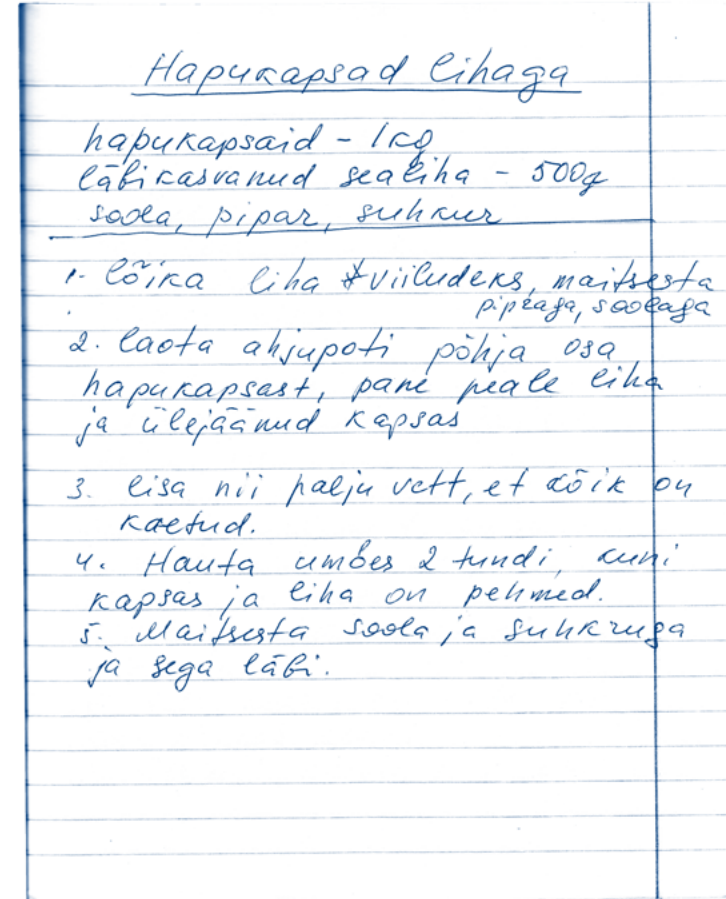 Hapukapsad lihaga
hapukapsaid - 1kg
läbikasvanud sealiha - 500g
soola, pipar, suhkur
1. lõika liha viiludeks, maitsesta
pipraga, soolaga
2. laota ahjupoti põhja osa
hapukapsast, pane peale liha
ja ülejäänud kapsas
3. lisa nii palju vett, et kõik on
kaetud.
4. Hauta umbes 2 tundi, kuni
kapsas ja liha on pehmed.
5. Maitsesta soola ja suhkruga
ja sega läbi.